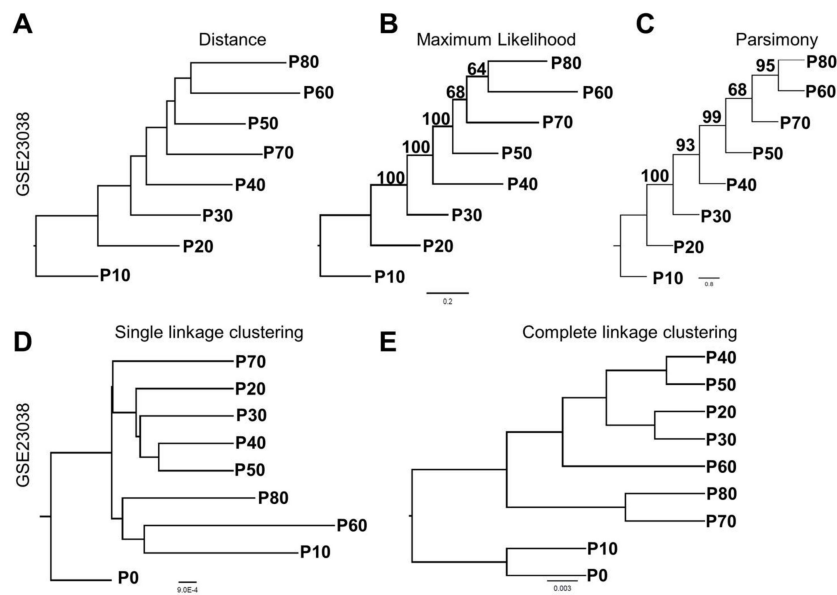 A
Distance
GSE23038
P80
P60
P50
P70
P40
P30
P20
P10
B
Maximum Likelihood
64
68
100
100
100
P80
P60
P70
P50
P40
P30
P20
P10
0.2
C
Parsimony
95
68
99
93
100
P80
P60
P70
P50
P40
P30
P20
P10
0.8
D
Single linkage clustering
GSE23038
P70
P20
P30
P40
P50
P80
P60
P10
P0
9.0E-4
E
Complete linkage clustering
P40
P50
P20
P30
P60
P80
P70
P10
P0
0.003